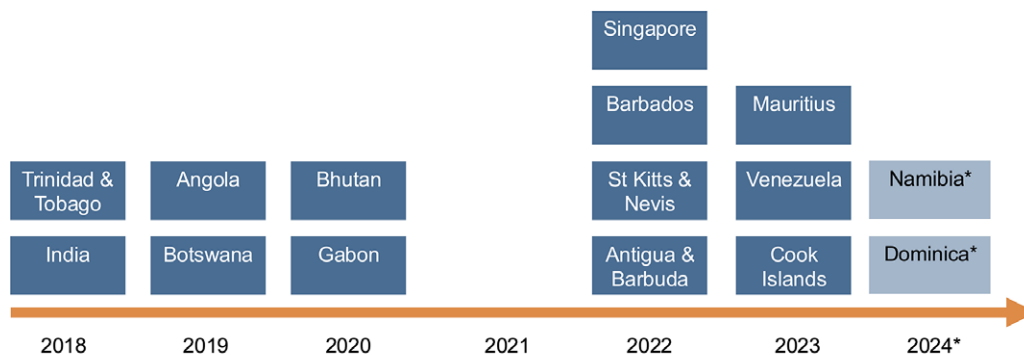 Singapore
Barbados
Mauritius
Trinidad &
Tobago
Angola
Bhutan
St Kitts &
Nevis
Venezuela
Namibia*
India
Botswana
Gabon
Antigua &
Barbuda
Cook
Islands
Dominica*
2018
2019
2020
2021
2022
2023
2024*